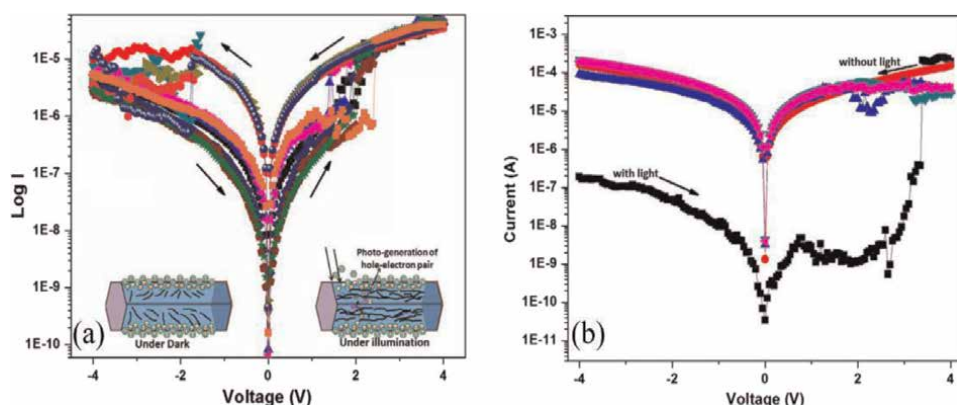 1E-5
1E-6
1E-7
1E-8
1E-9
1E-10
Log I
Photo-generation of
hole-electron pair
(a)
Under Dark
Under illumination
-4
-2
0
2
4
Voltage (V)
1E-3
1E-4
1E-5
1E-6
1E-7
1E-8
1E-9
1E-10
1E-11
Current (A)
without light
with light
(b)
-4
-2
0
2
4
Voltage (V)